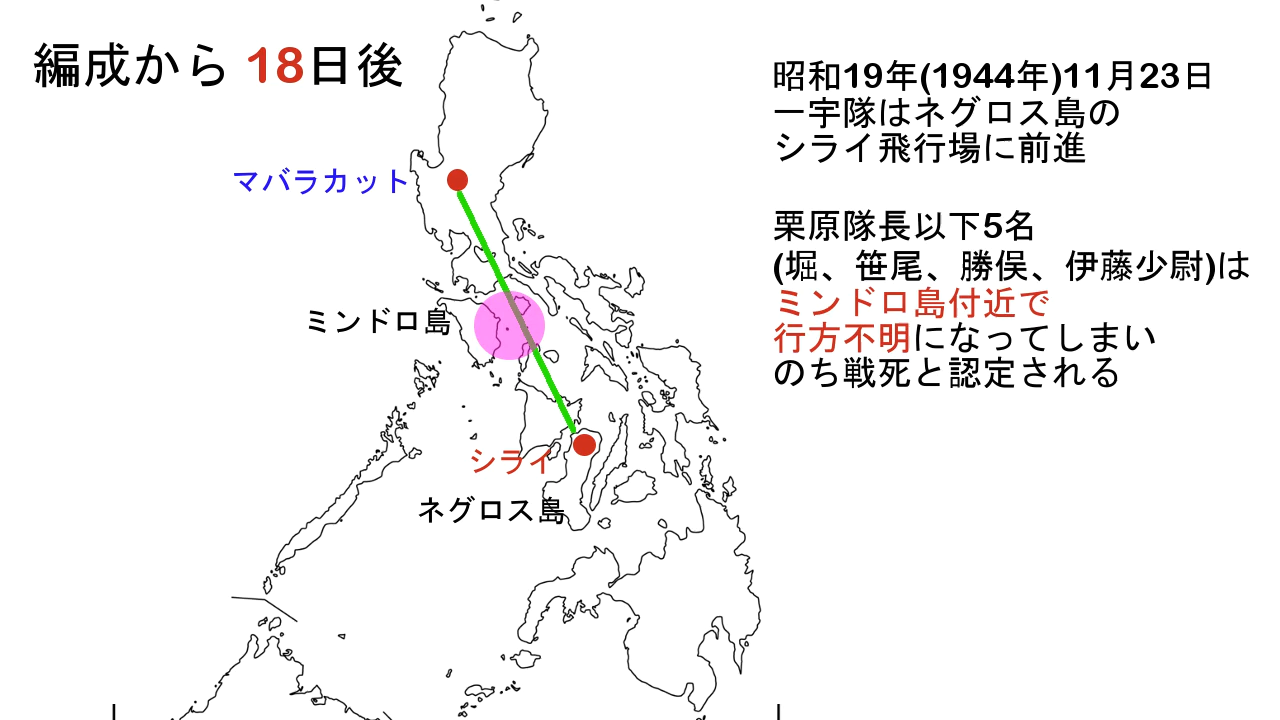 編成から 18日後
昭和19年(1944年)11月23日
一宇隊はネグロス島の
シライ飛行場に前進
栗原隊長以下5名
(堀、笹尾、勝俣、伊藤少尉)は
ミンドロ島付近で
行方不明になってしまい
のち戦死と認定される
マバラカット
ミンドロ島
シライ
ネグロス島